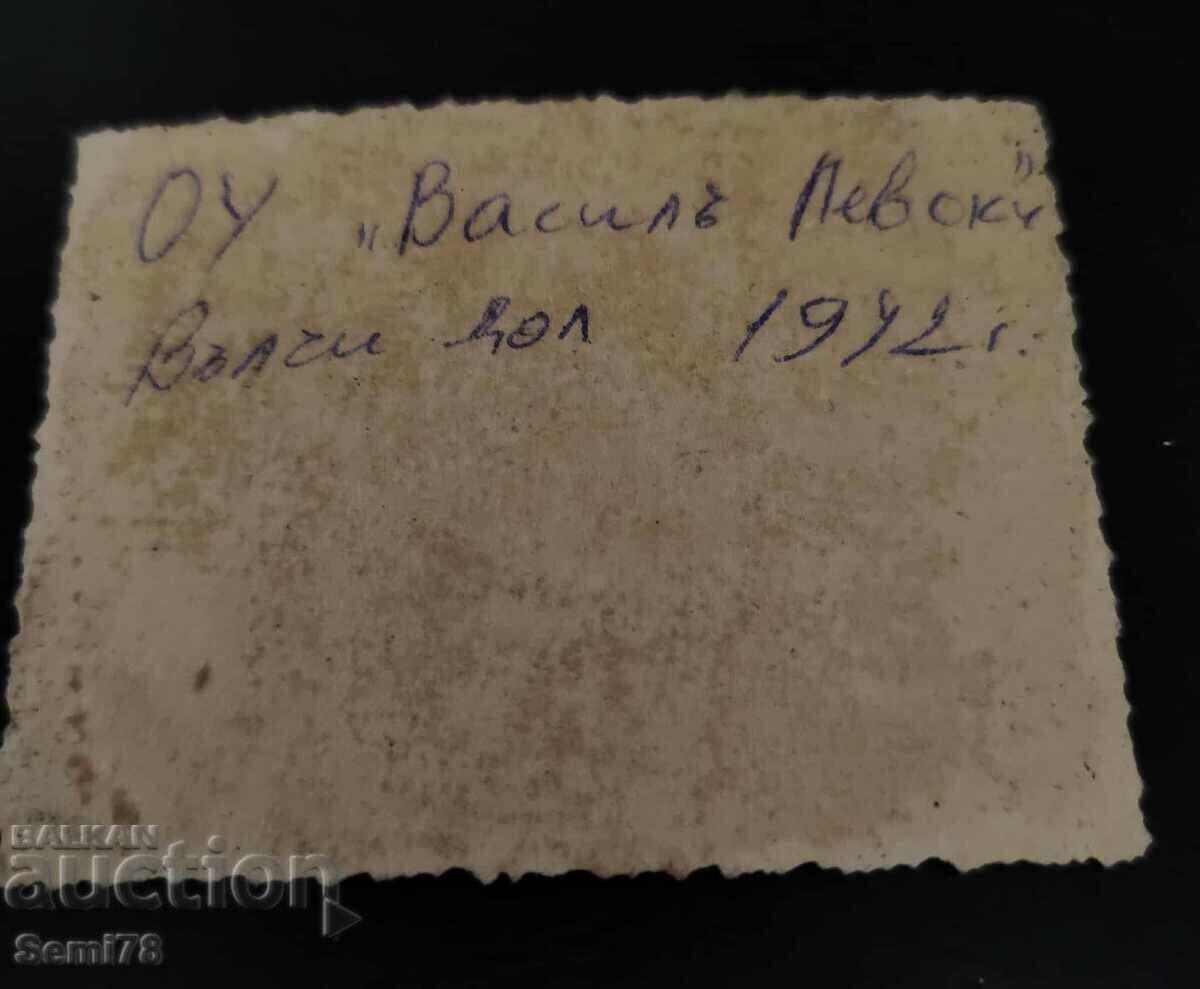 ОУ „Василъ Левски"
Вълчи дол 1942 г.
BALKAN
auction
Semi78